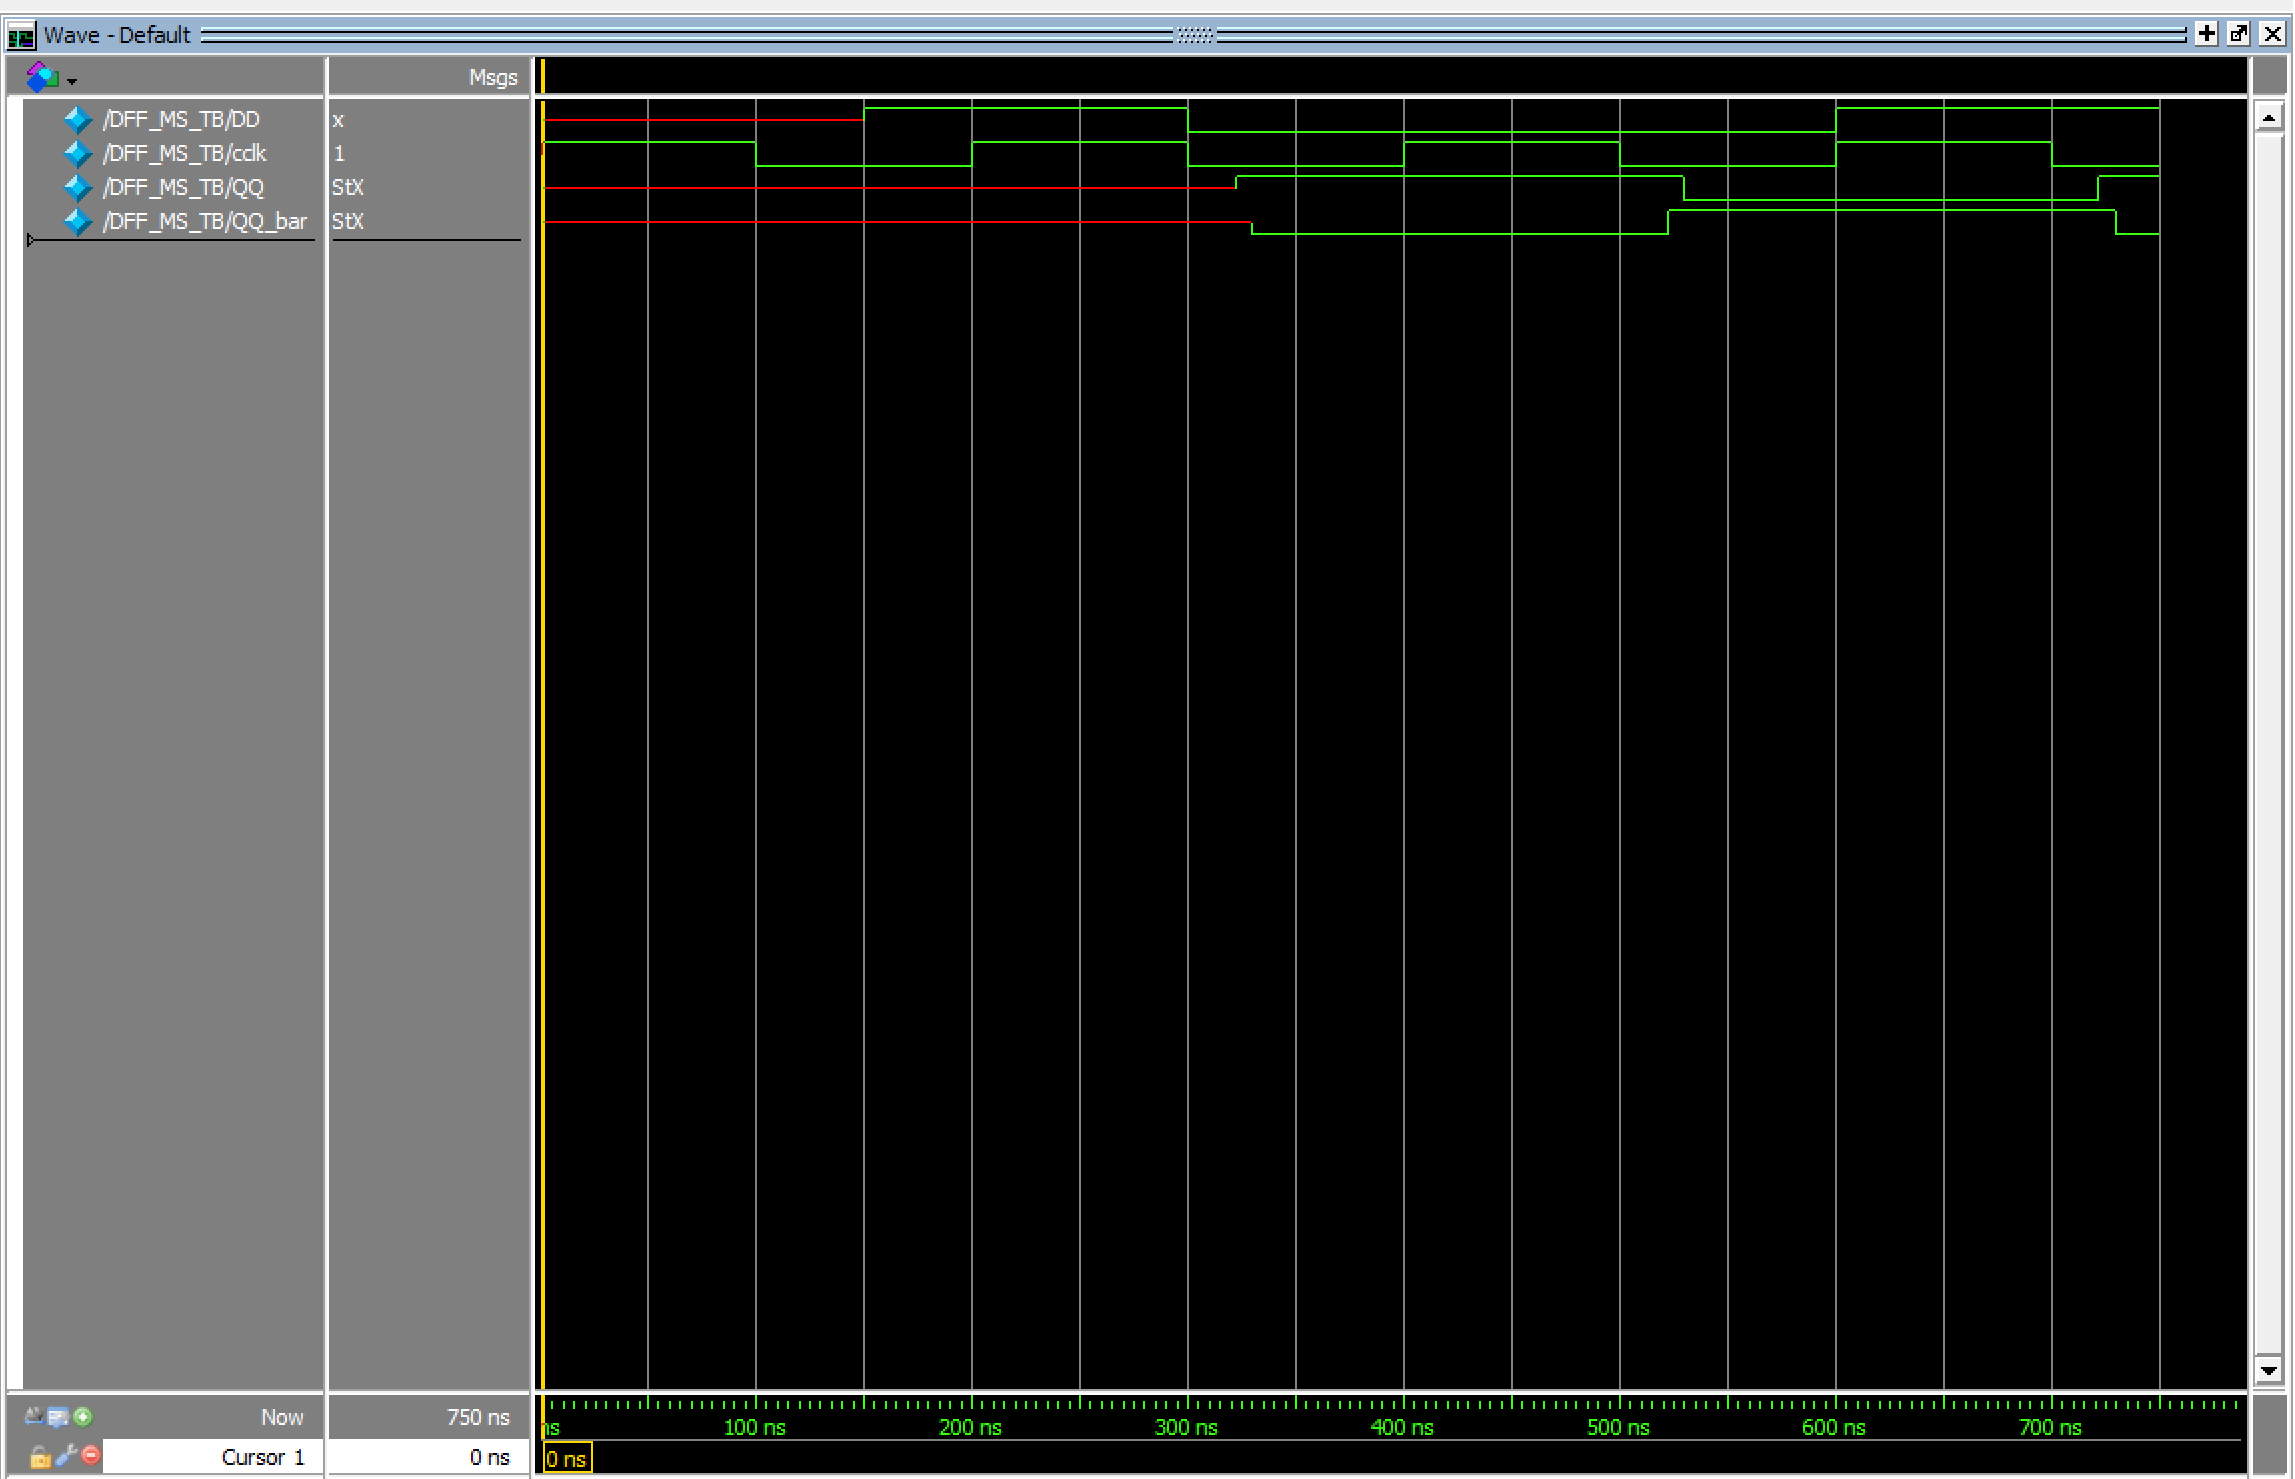 Wave - Default
Msgs
/DFF_MS_TB/DD x
/DFF_MS_TB/cclk 1
/DFF_MS_TB/QQ StX
/DFF_MS_TB/QQ_bar StX
Now 750 ns
ns 100 ns 200 ns 300 ns 400 ns 500 ns 600 ns 700 ns
Cursor 1 0 ns
0 ns